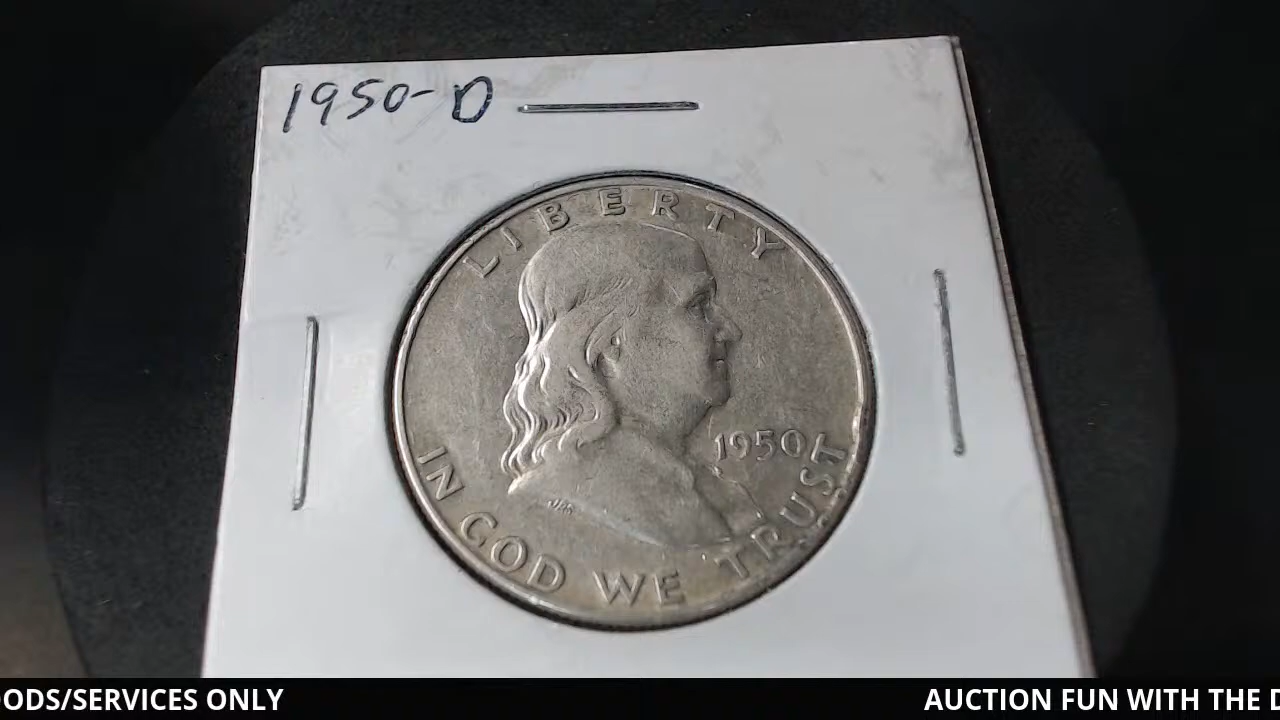 1950-D
LIBERTY
1950
IN GOD WE TRUST
ODS/SERVICES ONLY
AUCTION FUN WITH THE D